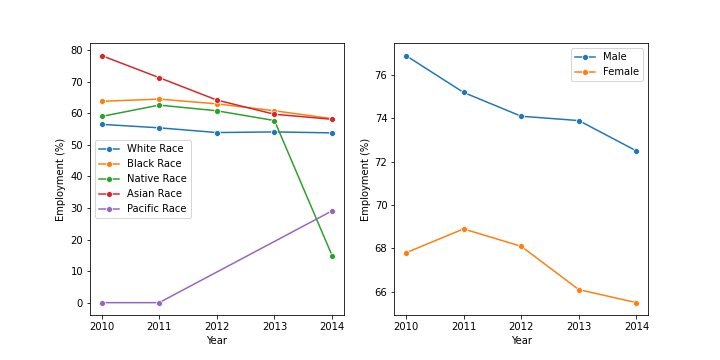 80
70
60
50
40
30
20
10
0
Employment (%)
White Race
Black Race
Native Race
Asian Race
Pacific Race
2010 2011 2012 2013 2014
Year
76
74
72
70
68
66
Employment (%)
Male
Female
2010 2011 2012 2013 2014
Year